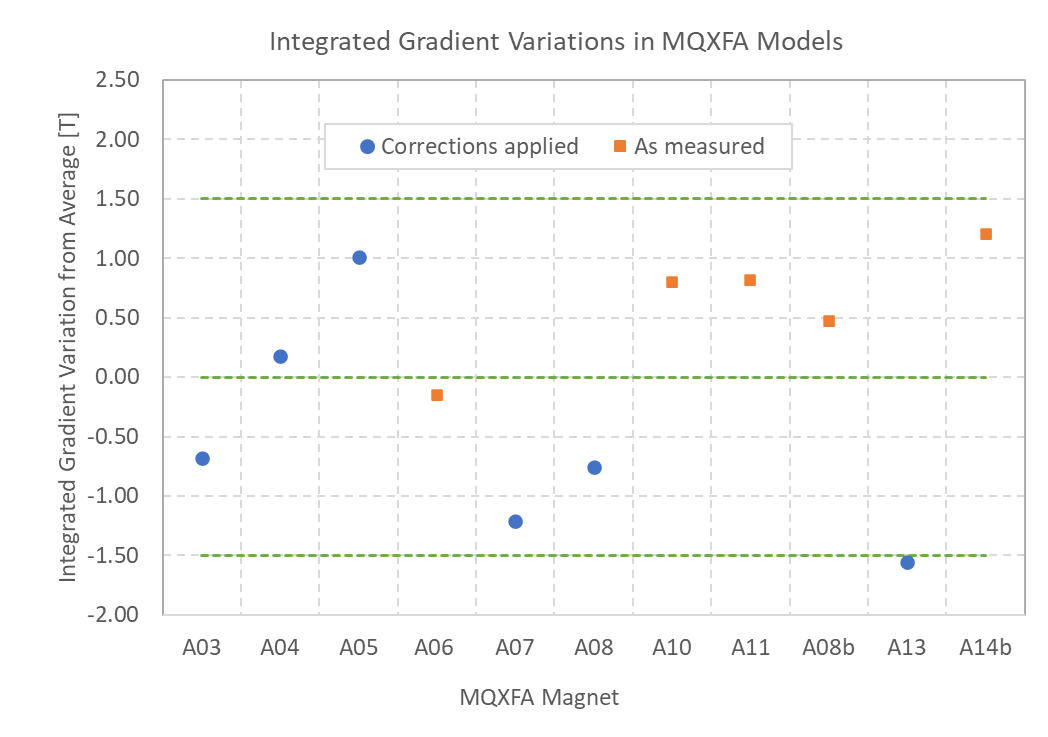 Integrated Gradient Variations in MQXFA Models
Integrated Gradient Variation from Average [T]
2.50
2.00
1.50
1.00
0.50
0.00
-0.50
-1.00
-1.50
-2.00
Corrections applied As measured
A03 A04 A05 A06 A07 A08 A10 A11 A08b A13 A14b
MQXFA Magnet